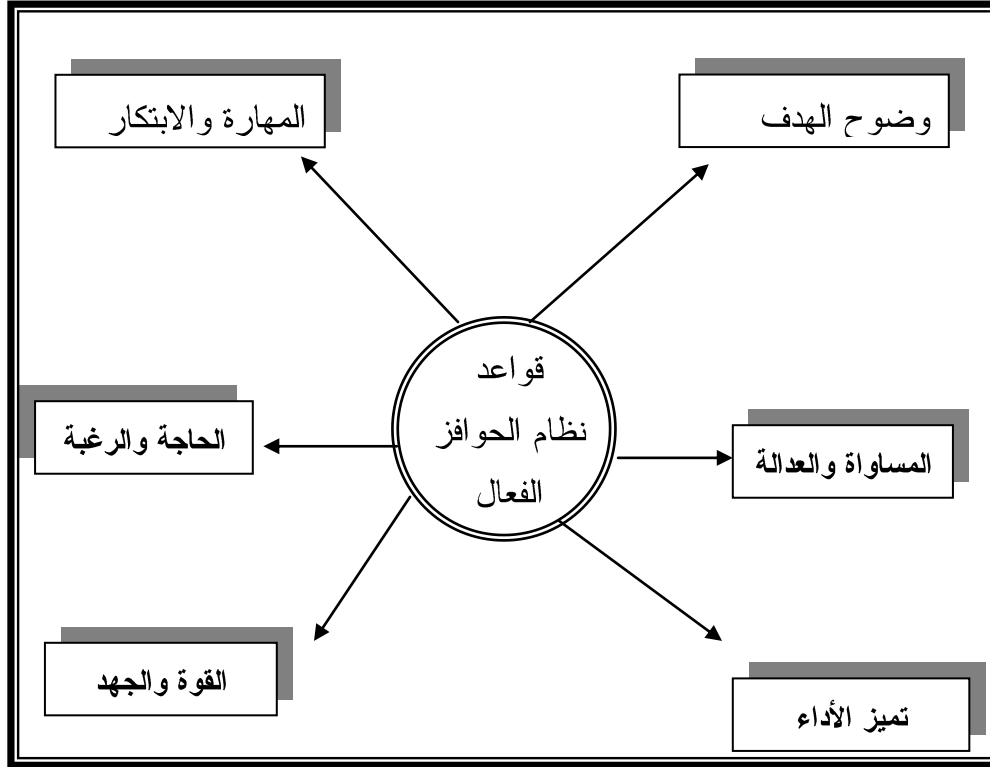 وضوح الهدف
المهارة والابتكار
قواعد
نظام الحوافز
الفعال
المساواة والعدالة
الحاجة والرغبة
تميز الأداء
القوة والجهد